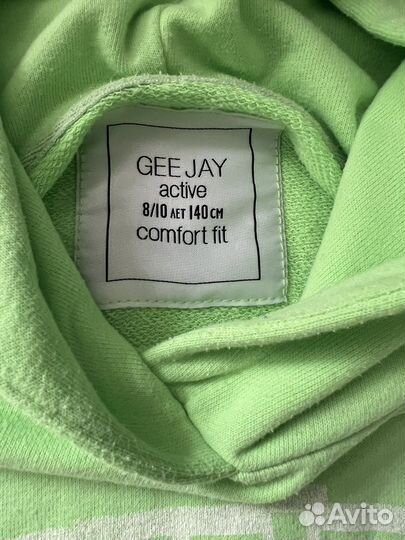 GEE JAY
active
8/10 ЛЕТ 140 СМ
comfort fit
Avito